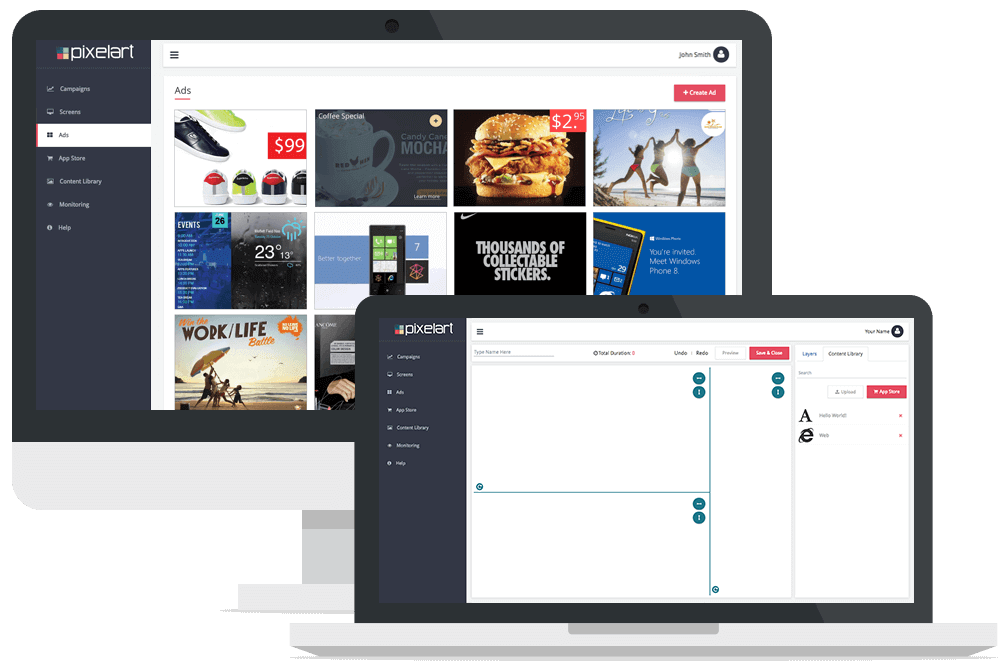 pixelart
John Smith
Campaigns
Screens
Ads
App Store
Content Library
Monitoring
Help
Ads
+ Create Ad
$99
Coffee Special
Candy Cane
MOCHA
Learn more
$2.95
EVENTS
26
23° 13°
Better together.
7
THOUSANDS OF
COLLECTABLE
STICKERS.
Windows Phone
You're invited.
Meet Windows
Phone 8.
29
Win the
WORK/LIFE
Battle
pixelart
Your Name
Campaigns
Screens
Ads
App Store
Content Library
Monitoring
Help
Type Name Here
Total Duration: 0
Undo | Redo
Preview
Save & Close
Layers
Content Library
Search
Upload
App Store
A Hello World!
Web